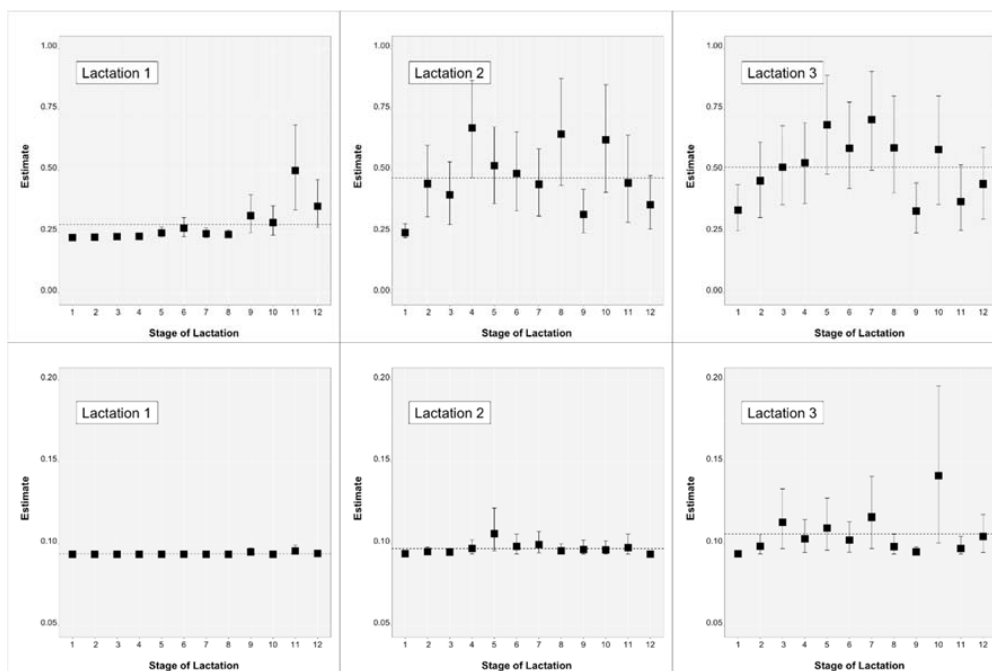 1.00
0.75
0.50
0.25
0.00
Estimate
Lactation 1
1 2 3 4 5 6 7 8 9 10 11 12
Stage of Lactation
1.00
0.75
0.50
0.25
0.00
Estimate
Lactation 2
1 2 3 4 5 6 7 8 9 10 11 12
Stage of Lactation
1.00
0.75
0.50
0.25
0.00
Estimate
Lactation 3
1 2 3 4 5 6 7 8 9 10 11 12
Stage of Lactation
0.20
0.15
0.10
0.05
Estimate
Lactation 1
1 2 3 4 5 6 7 8 9 10 11 12
Stage of Lactation
0.20
0.15
0.10
0.05
Estimate
Lactation 2
1 2 3 4 5 6 7 8 9 10 11 12
Stage of Lactation
0.20
0.15
0.10
0.05
Estimate
Lactation 3
1 2 3 4 5 6 7 8 9 10 11 12
Stage of Lactation